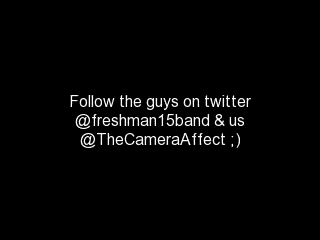 Follow the guys on twitter
@freshman15band & us
@TheCameraAffect ;)